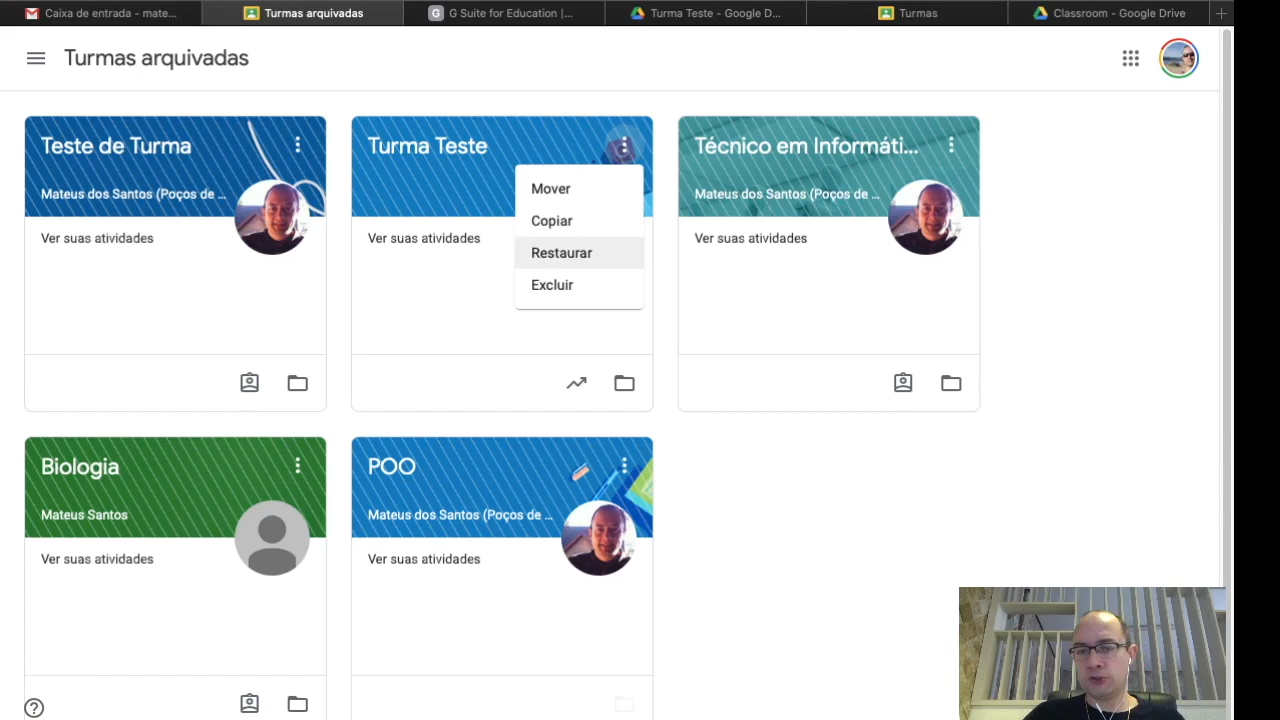 Caixa de entrada - mate...
Turmas arquivadas
G Suite for Education |...
Turma Teste - Google D...
Turmas
Classroom - Google Drive
Turmas arquivadas
Teste de Turma
Mateus dos Santos (Poços de ...
Ver suas atividades
Turma Teste
Ver suas atividades
Mover
Copiar
Restaurar
Excluir
Técnico em Informáti...
Mateus dos Santos (Poços de ...
Ver suas atividades
Biologia
Mateus Santos
Ver suas atividades
POO
Mateus dos Santos (Poços de ...
Ver suas atividades